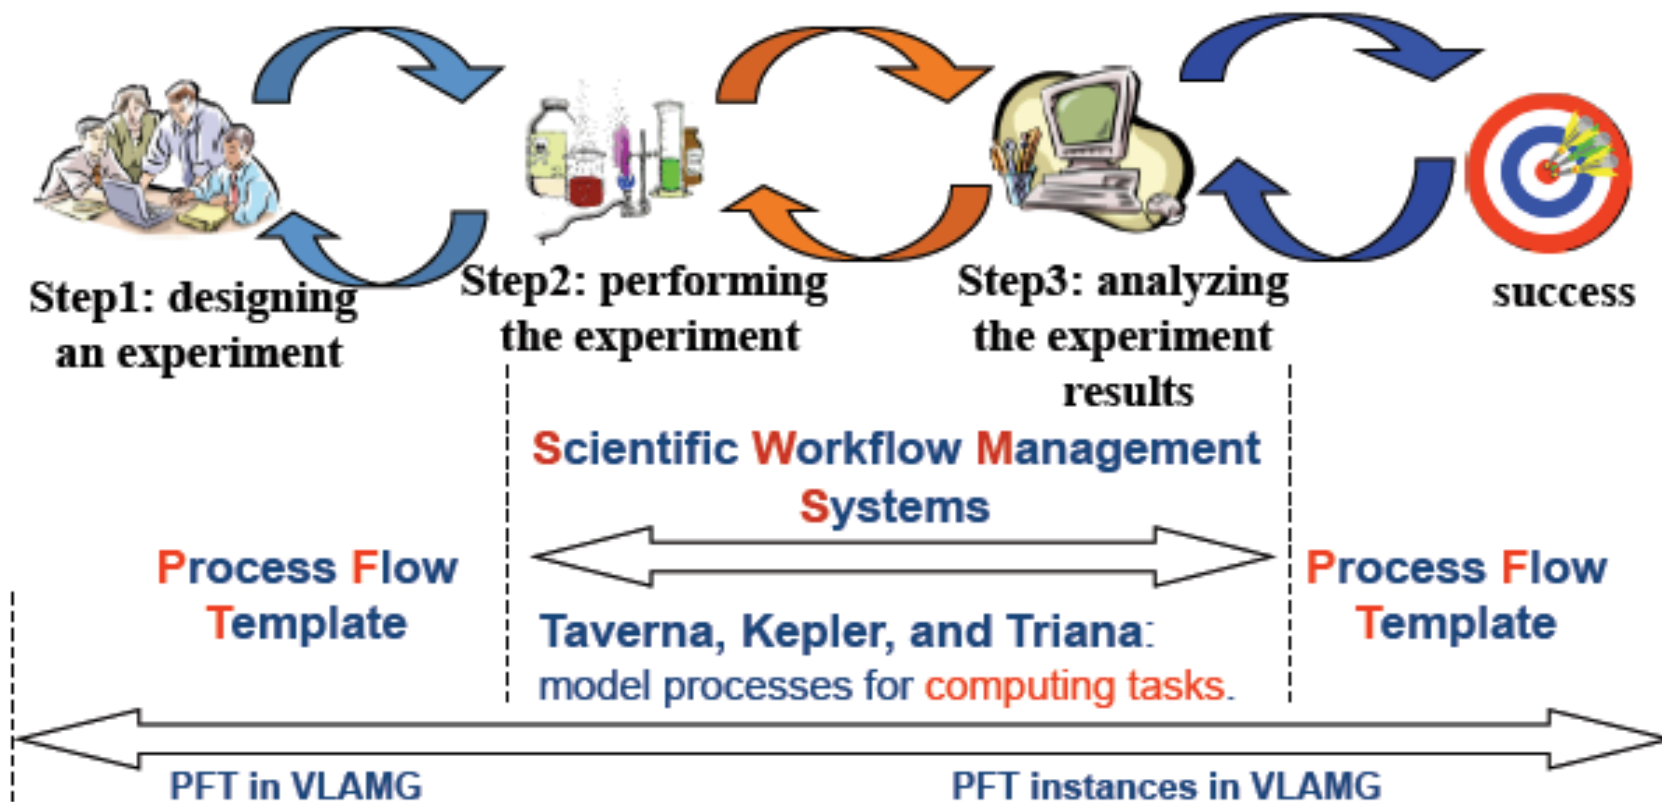 Step1: designing
an experiment
Step2: performing
the experiment
Step3: analyzing
the experiment
results
success
Scientific Workflow Management
Systems
Process Flow
Template
Taverna, Kepler, and Triana:
model processes for computing tasks.
Process Flow
Template
PFT in VLAMG
PFT instances in VLAMG